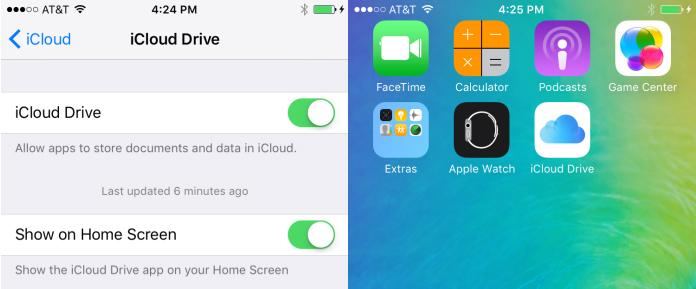 AT&T 4:24 PM
iCloud iCloud Drive
iCloud Drive
Allow apps to store documents and data in iCloud.
Last updated 6 minutes ago
Show on Home Screen
Show the iCloud Drive app on your Home Screen
AT&T 4:25 PM
FaceTime Calculator Podcasts Game Center
Extras Apple Watch iCloud Drive